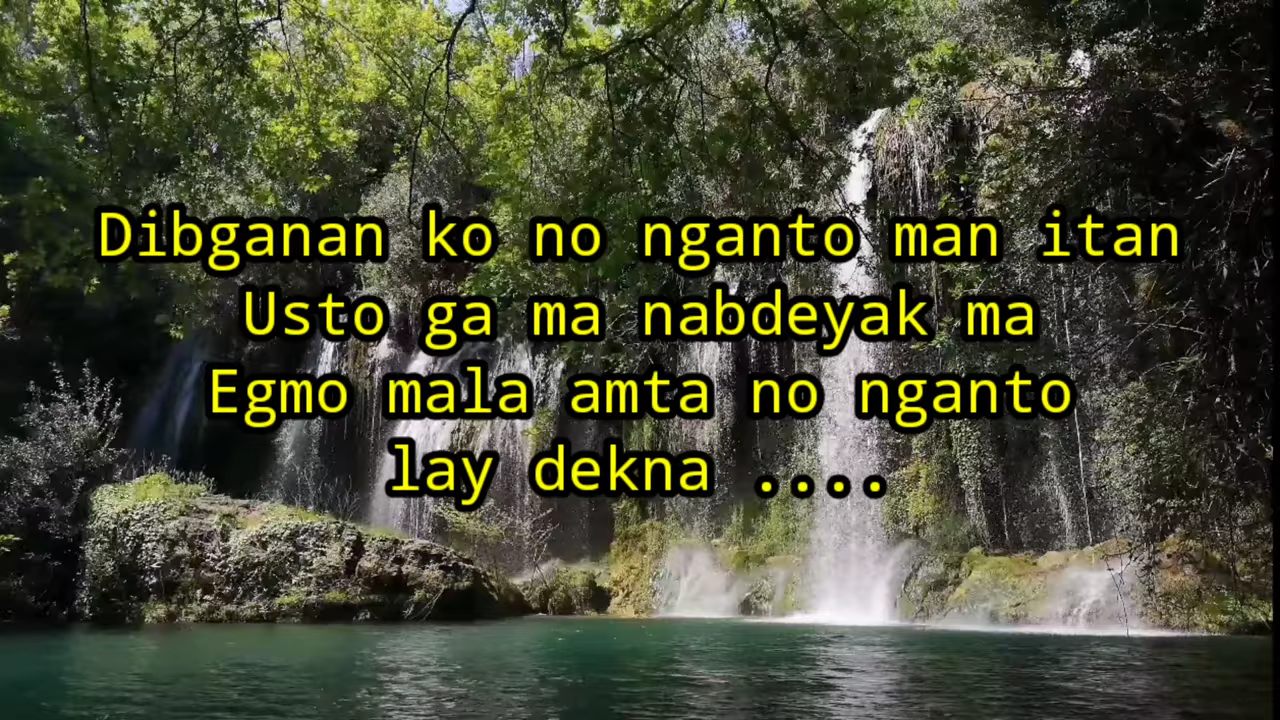 Dibganan ko no nganto man itan
Usto ga ma nabdeyak ma
Egmo mala amta no nganto
lay dekna ....